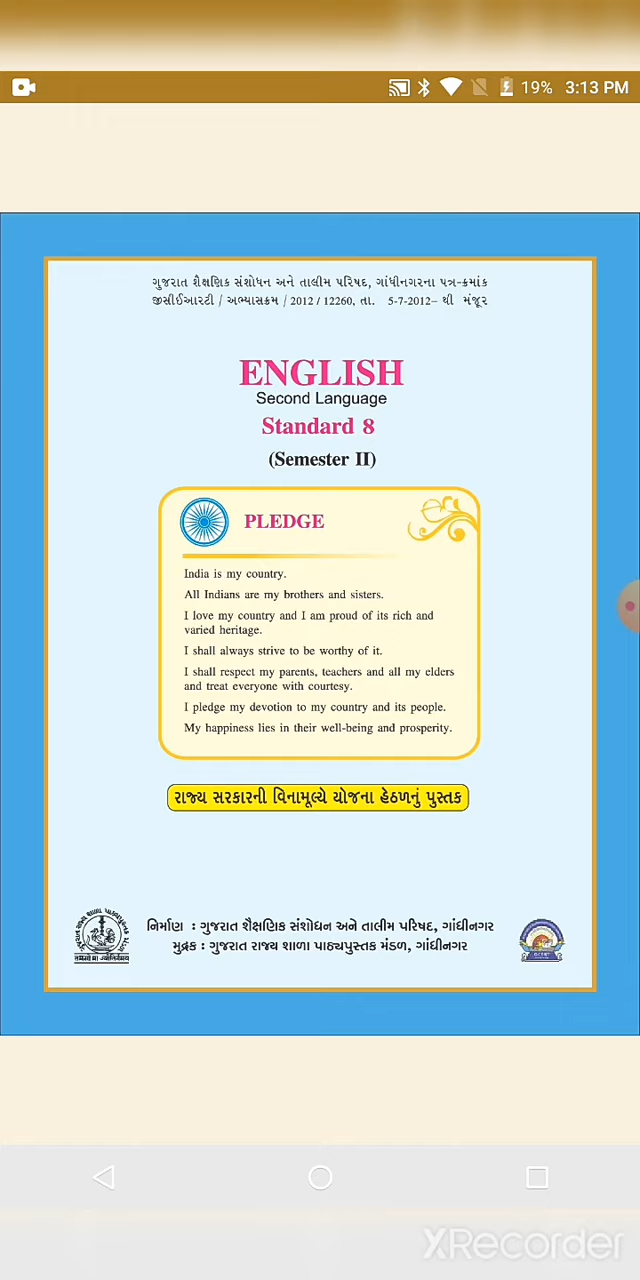 19% 3:13 PM
ગુજરાત શૈક્ષણિક સંશોધન અને તાલીમ પરિષદ, ગાંધીનગરના પત્ર-ક્રમાંક
જીસીઈઆરટી / અભ્યાસક્રમ / 2012 / 12260, તા. 5-7-2012– થી મંજૂર
ENGLISH
Second Language
Standard 8
(Semester II)
PLEDGE
India is my country.
All Indians are my brothers and sisters.
I love my country and I am proud of its rich and
varied heritage.
I shall always strive to be worthy of it.
I shall respect my parents, teachers and all my elders
and treat everyone with courtesy.
I pledge my devotion to my country and its people.
My happiness lies in their well-being and prosperity.
રાજ્ય સરકારની વિનામૂલ્યે યોજના હેઠળનું પુસ્તક
નિર્માણ : ગુજરાત શૈક્ષણિક સંશોધન અને તાલીમ પરિષદ, ગાંધીનગર
મુદ્રક : ગુજરાત રાજ્ય શાળા પાઠ્યપુસ્તક મંડળ, ગાંધીનગર
XRecorder